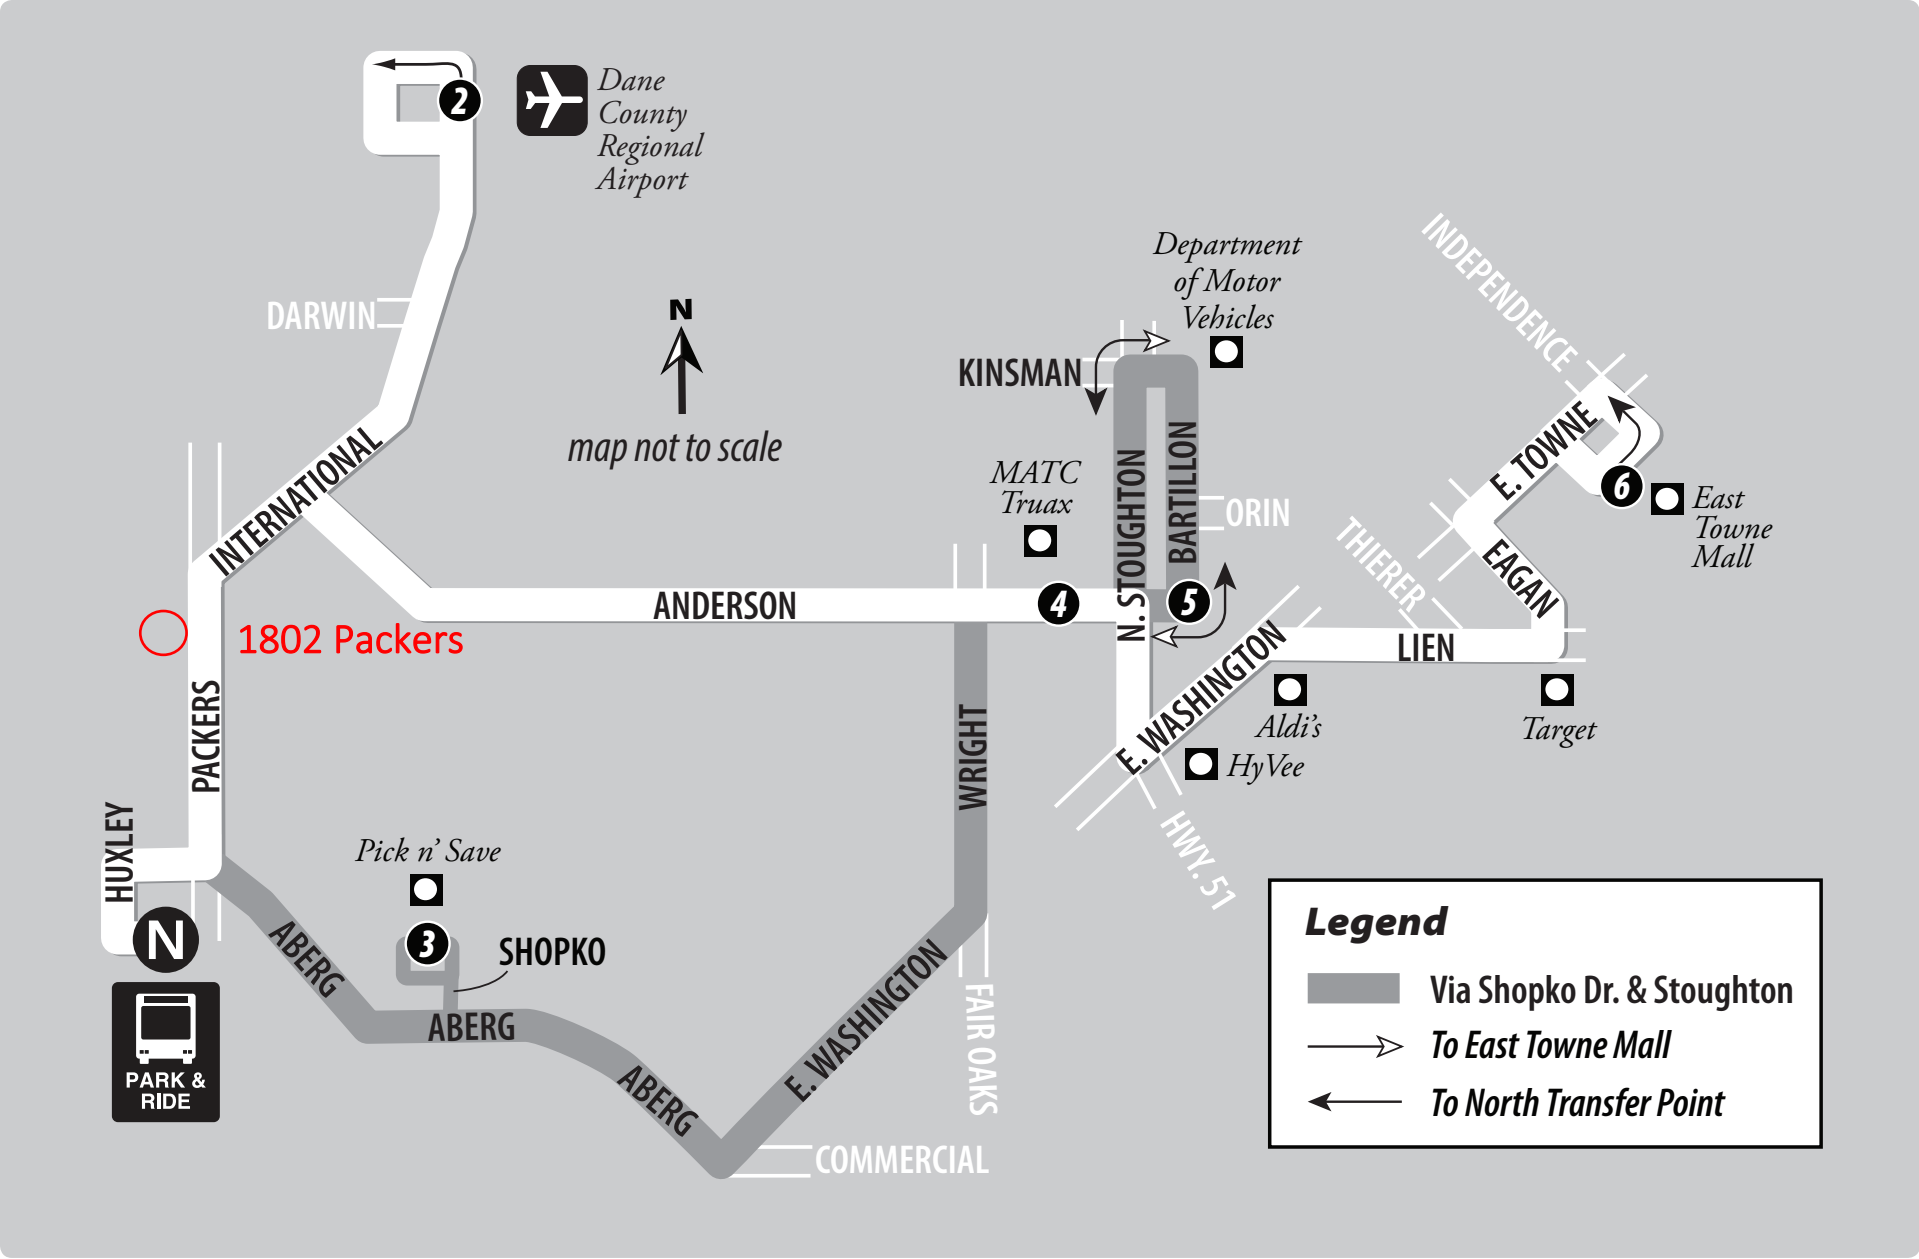 2
Dane
County
Regional
Airport
DARWIN
N
map not to scale
INTERNATIONAL
1802 Packers
PACKERS
HUXLEY
N
PARK &
RIDE
ANDERSON
MATC
Truax
4
KINSMAN
Department
of Motor
Vehicles
N. STOUGHTON
BARTILLON
ORIN
5
INDEPENDENCE
E. TOWNE
6
East
Towne
Mall
THIERER
EAGAN
LIEN
Target
E. WASHINGTON
Aldi's
HyVee
HWY. 51
WRIGHT
Pick n' Save
3
SHOPKO
ABERG
ABERG
ABERG
E. WASHINGTON
FAIR OAKS
COMMERCIAL
Legend
Via Shopko Dr. & Stoughton
To East Towne Mall
To North Transfer Point